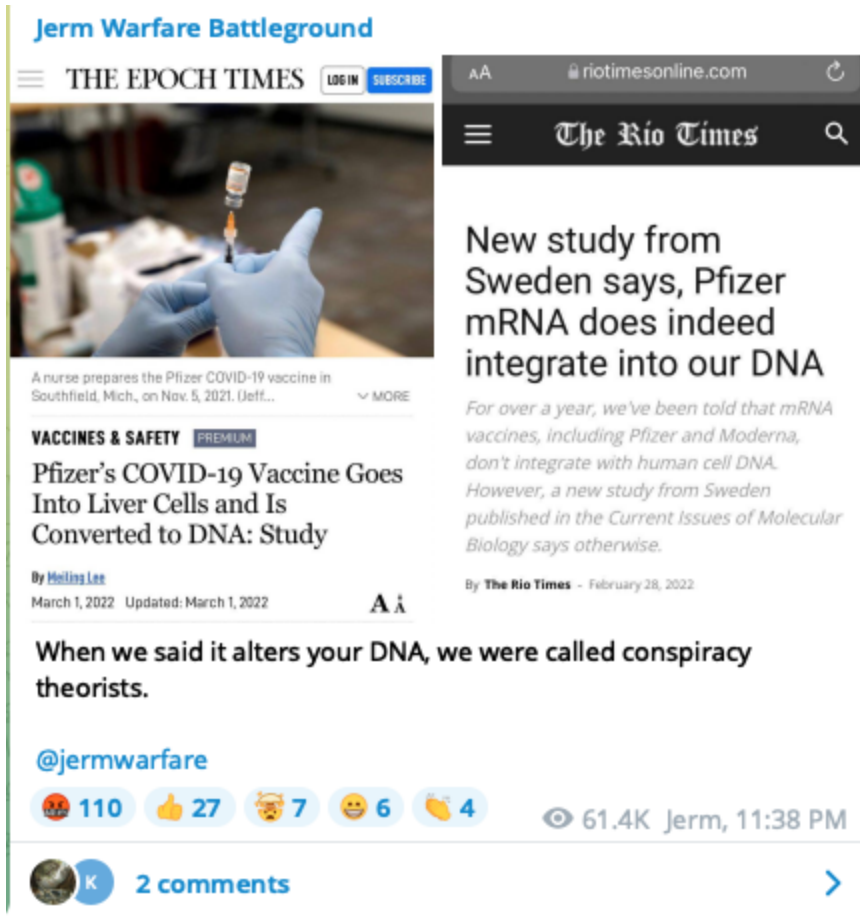 Jerm Warfare Battleground
THE EPOCH TIMES
LOG IN
SUBSCRIBE
A nurse prepares the Pfizer COVID-19 vaccine in
Southfield, Mich., on Nov. 5, 2021. (Jeff...
MORE
VACCINES & SAFETY PREMIUM
Pfizer's COVID-19 Vaccine Goes
Into Liver Cells and Is
Converted to DNA: Study
By Meiling Lee
March 1, 2022 Updated: March 1, 2022
A A
AA
riotimesonline.com
The Rio Times
New study from
Sweden says, Pfizer
mRNA does indeed
integrate into our DNA
For over a year, we've been told that mRNA
vaccines, including Pfizer and Moderna,
don't integrate with human cell DNA.
However, a new study from Sweden
published in the Current Issues of Molecular
Biology says otherwise.
By The Rio Times - February 28, 2022
When we said it alters your DNA, we were called conspiracy
theorists.
@jermwarfare
110 27 7 6 4
61.4K Jerm, 11:38 PM
K
2 comments